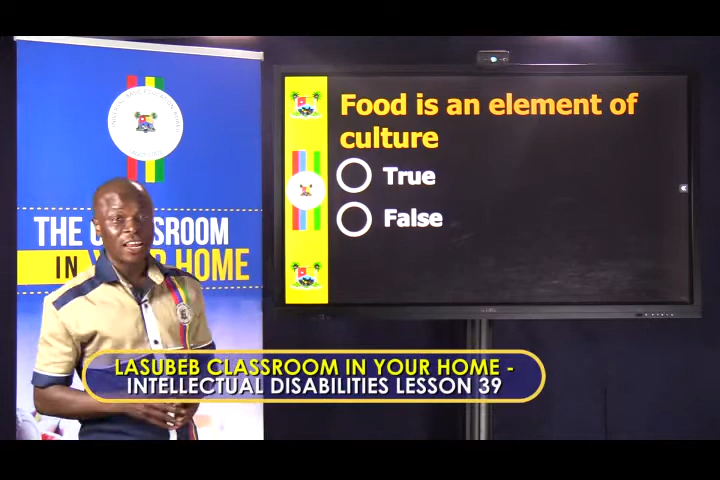 Food is an element of
culture
True
False
THE C SROOM
IN YOUR HOME
LASUBEB CLASSROOM IN YOUR HOME -
INTELLECTUAL DISABILITIES LESSON 39